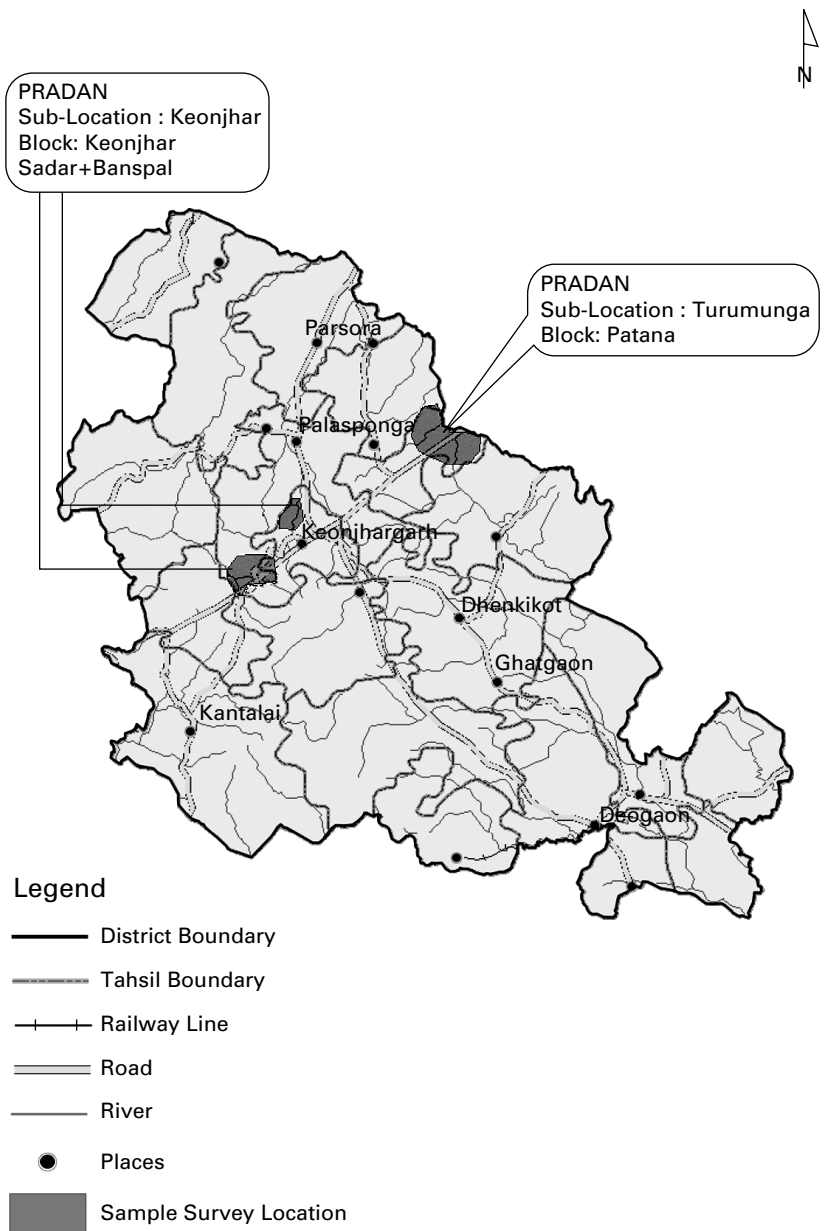 N
PRADAN
Sub-Location : Keonjhar
Block: Keonjhar
Sadar+Banspal
PRADAN
Sub-Location : Turumunga
Block: Patana
Parsora
Palasponga
Keonjhargarh
Dhenkikot
Ghatgaon
Kantalai
Deogaon
Legend
District Boundary
Tahsil Boundary
Railway Line
Road
River
Places
Sample Survey Location